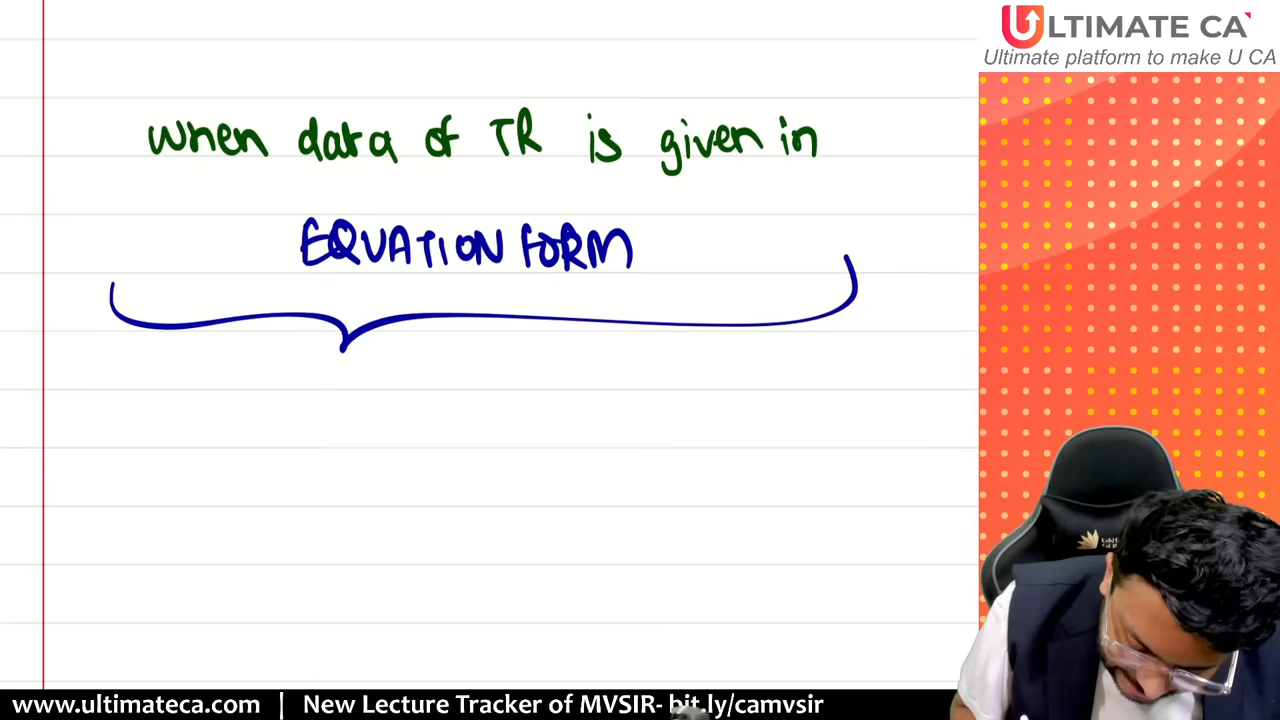 ULTIMATE CA
Ultimate platform to make U CA
when data of TR is given in
EQUATION FORM
www.ultimateca.com | New Lecture Tracker of MVSIR- bit.ly/camvsir